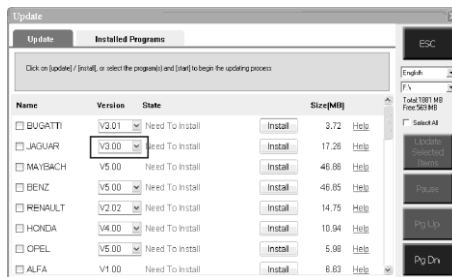 Update
Update Installed Programs
Click on [update] / [install], or select the program(s) and [start] to begin the updating process
Name Version State Size[MB]
BUGATTI V3.01 Need To Install Install 3.72 Help
JAGUAR V3.00 Need To Install Install 17.26 Help
MAYBACH V5.00 Need To Install Install 46.86 Help
BENZ V5.00 Need To Install Install 46.85 Help
RENAULT V2.02 Need To Install Install 14.75 Help
HONDA V4.00 Need To Install Install 10.94 Help
OPEL V5.00 Need To Install Install 5.98 Help
ALFA V1.00 Need To Install Install 6.63 Help
ESC
English
F:\
Total:1881 MB
Free:563 MB
Select All
Update
Selected
Items
Pause
Pg Up
Pg Dn